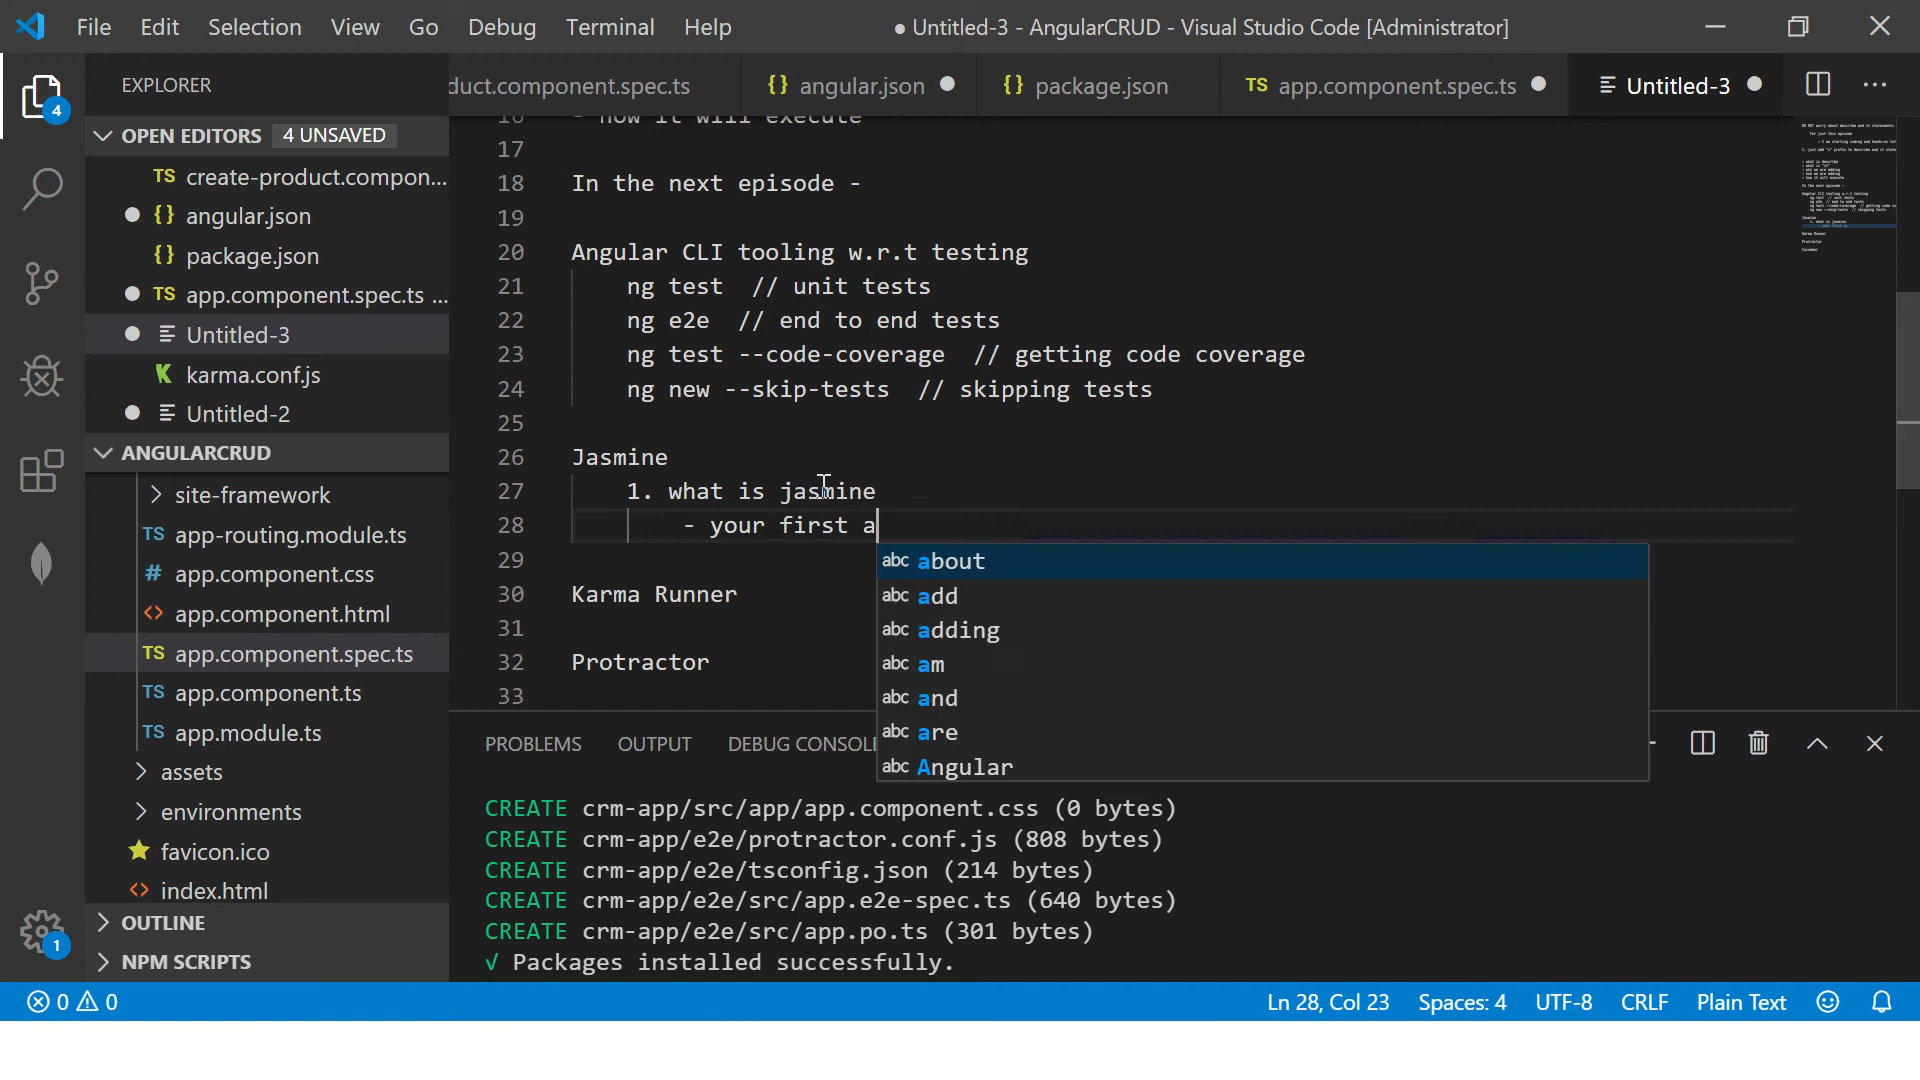 File Edit Selection View Go Debug Terminal Help
● Untitled-3 - AngularCRUD - Visual Studio Code [Administrator]
EXPLORER
duct.component.spec.ts
{} angular.json
{} package.json
TS app.component.spec.ts
Untitled-3
4
OPEN EDITORS 4 UNSAVED
TS create-product.compon...
{} angular.json
{} package.json
TS app.component.spec.ts ...
Untitled-3
karma.conf.js
Untitled-2
ANGULARCRUD
site-framework
TS app-routing.module.ts
# app.component.css
<> app.component.html
TS app.component.spec.ts
TS app.component.ts
TS app.module.ts
assets
environments
favicon.ico
<> index.html
OUTLINE
NPM SCRIPTS
1
16 - how it will execute
17
18 In the next episode -
19
20 Angular CLI tooling w.r.t testing
21 ng test // unit tests
22 ng e2e // end to end tests
23 ng test --code-coverage // getting code coverage
24 ng new --skip-tests // skipping tests
25
26 Jasmine
27 1. what is jasmine
28 - your first a
29
30 Karma Runner
31
32 Protractor
33
abc about
abc add
abc adding
abc am
abc and
abc are
abc Angular
PROBLEMS OUTPUT DEBUG CONSOLE
CREATE crm-app/src/app/app.component.css (0 bytes)
CREATE crm-app/e2e/protractor.conf.js (808 bytes)
CREATE crm-app/e2e/tsconfig.json (214 bytes)
CREATE crm-app/e2e/src/app.e2e-spec.ts (640 bytes)
CREATE crm-app/e2e/src/app.po.ts (301 bytes)
√ Packages installed successfully.
0 0
Ln 28, Col 23 Spaces: 4 UTF-8 CRLF Plain Text